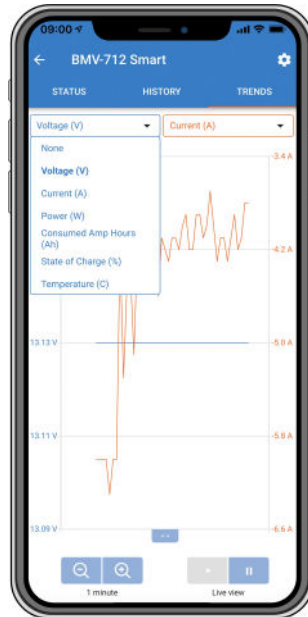 09:00
BMV-712 Smart
STATUS HISTORY TRENDS
Voltage (V) Current (A)
None
Voltage (V)
Current (A)
Power (W)
Consumed Amp Hours
(Ah)
State of Charge (%)
Temperature (C)
-3.4 A
-4.2 A
13.13 V -5.0 A
13.11 V -5.8 A
13.09 V -6.6 A
1 minute Live view